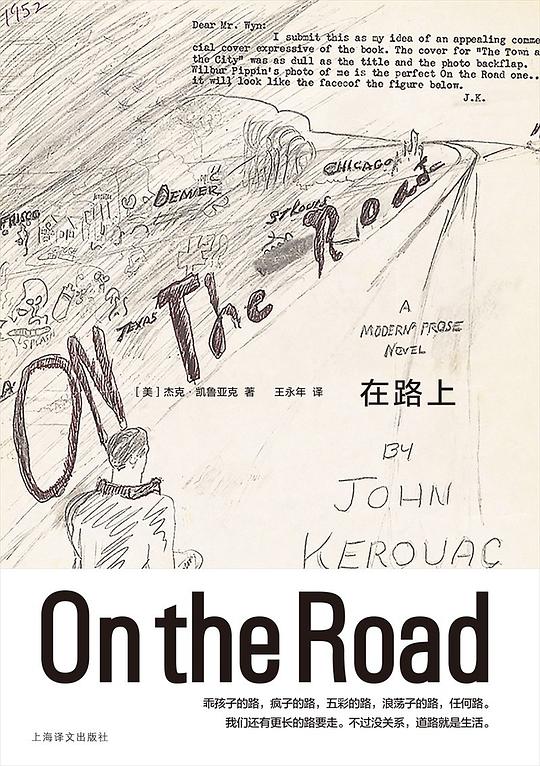 1952
Dear Mr. Wyn:
I submit this as my idea of an appealing comme
cial cover expressive of the book. The cover for "The Town a
the City" was as dull as the title and the photo backflap.
Wilbur Pippin's photo of me is the perfect On the Road one..
it will look like the faceof the figure below.
J.K.
CHICAGO
DENVER
ST LOUIS
FRISCO
TEXAS
SPLASH
ON The Road
A
MODERN PROSE
NOVEL
[美] 杰克·凯鲁亚克 著 王永年 译
在路上
BY
JOHN
KEROUAC
On the Road
乖孩子的路，疯子的路，五彩的路，浪荡子的路，任何路。
我们还有更长的路要走。不过没关系，道路就是生活。
上海译文出版社